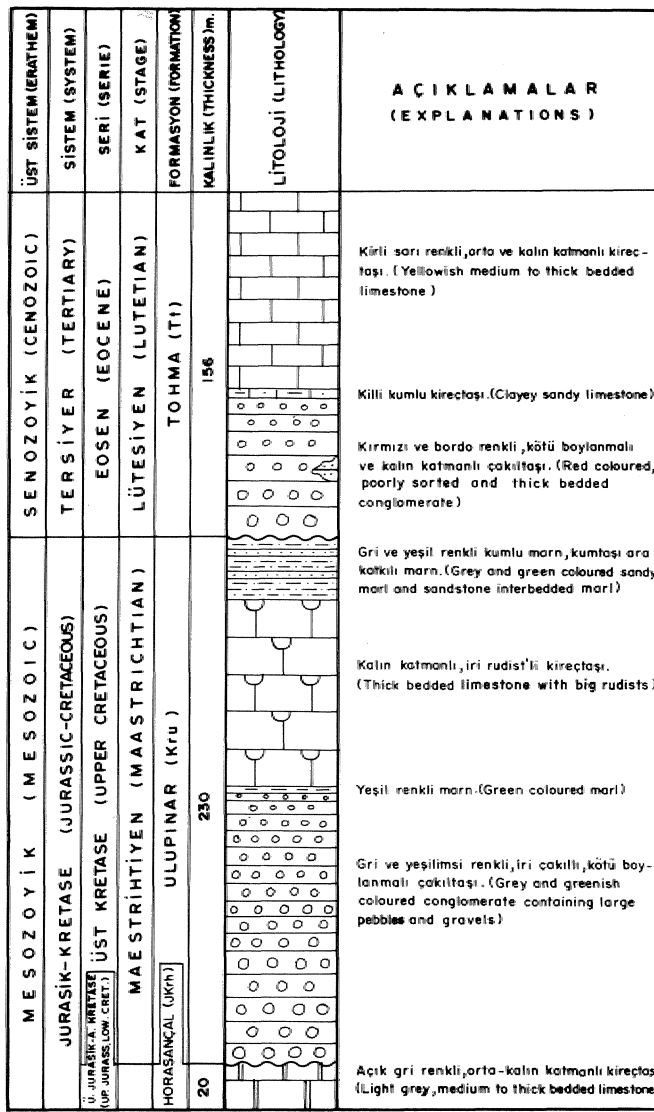 ÜST SİSTEM (ERATHEM)
SİSTEM (SYSTEM)
SERİ (SERIE)
KAT (STAGE)
FORMASYON (FORMATION)
KALINLIK (THICKNESS)m.
LİTOLOJİ (LITHOLOGY)
AÇIKLAMALAR
(EXPLANATIONS)
SENOZOYİK (CENOZOIC)
TERSİYER (TERTIARY)
EOSEN (EOCENE)
LÜTESİYEN (LUTETIAN)
TOHMA (Tt)
156
Kirli sarı renkli,orta ve kalın katmanlı kireç-
taşı. (Yellowish medium to thick bedded
limestone)
Killi kumlu kireçtaşı.(Clayey sandy limestone)
Kırmızı ve bordo renkli,kötü boylanmalı
ve kalın katmanlı çakıltaşı. (Red coloured,
poorly sorted and thick bedded
conglomerate)
MESOZOYİK (MESOZOIC)
JURASİK-KRETASE (JURASSIC-CRETACEOUS)
ÜST KRETASE (UPPER CRETACEOUS)
MAESTRİHTİYEN (MAASTRICHTIAN)
ULUPINAR (Kru)
230
Gri ve yeşil renkli kumlu marn,kumtaşı ara
katkılı marn.(Grey and green coloured sandy
marl and sandstone interbedded marl)
Kalın katmanlı,iri rudist'li kireçtaşı.
(Thick bedded limestone with big rudists)
Yeşil renkli marn.(Green coloured marl)
Gri ve yeşilimsi renkli,iri çakıllı,kötü boy-
lanmalı çakıltaşı. (Grey and greenish
coloured conglomerate containing large
pebbles and gravels)
Ü. JURASİK-A. KRETASE
(UP. JURASS, LOW. CRET.)
HORASANÇAL (JKrh)
20
Açık gri renkli,orta-kalın katmanlı kireçtaş
(Light grey,medium to thick bedded limestone